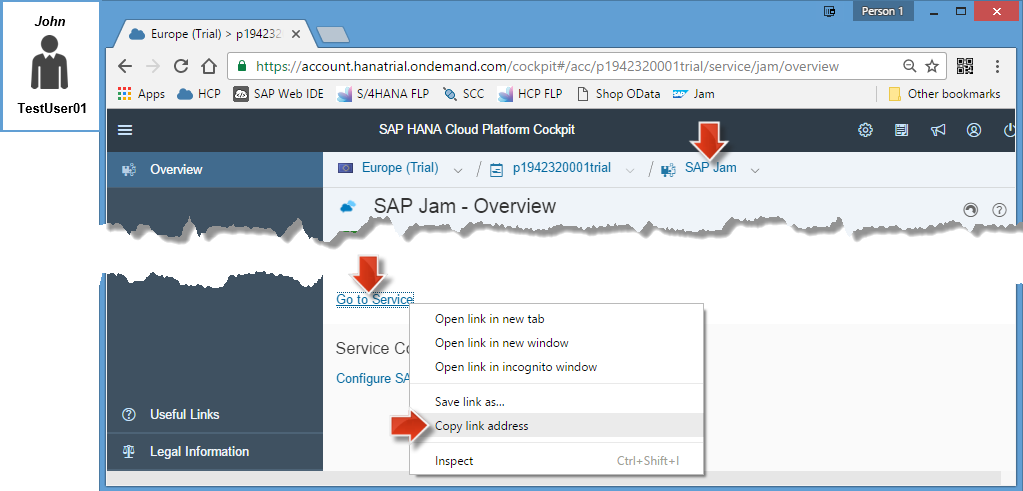 John
TestUser01
Person 1
Europe (Trial) > p1942320
https://account.hanatrial.ondemand.com/cockpit#/acc/p1942320001trial/service/jam/overview
Apps HCP SAP Web IDE S/4HANA FLP SCC HCP FLP Shop OData Jam Other bookmarks
SAP HANA Cloud Platform Cockpit
Overview
Europe (Trial) / p1942320001trial / SAP Jam
SAP Jam - Overview
Go to Service
Open link in new tab
Open link in new window
Open link in incognito window
Service Co
Configure SA
Save link as...
Copy link address
Inspect Ctrl+Shift+I
Useful Links
Legal Information